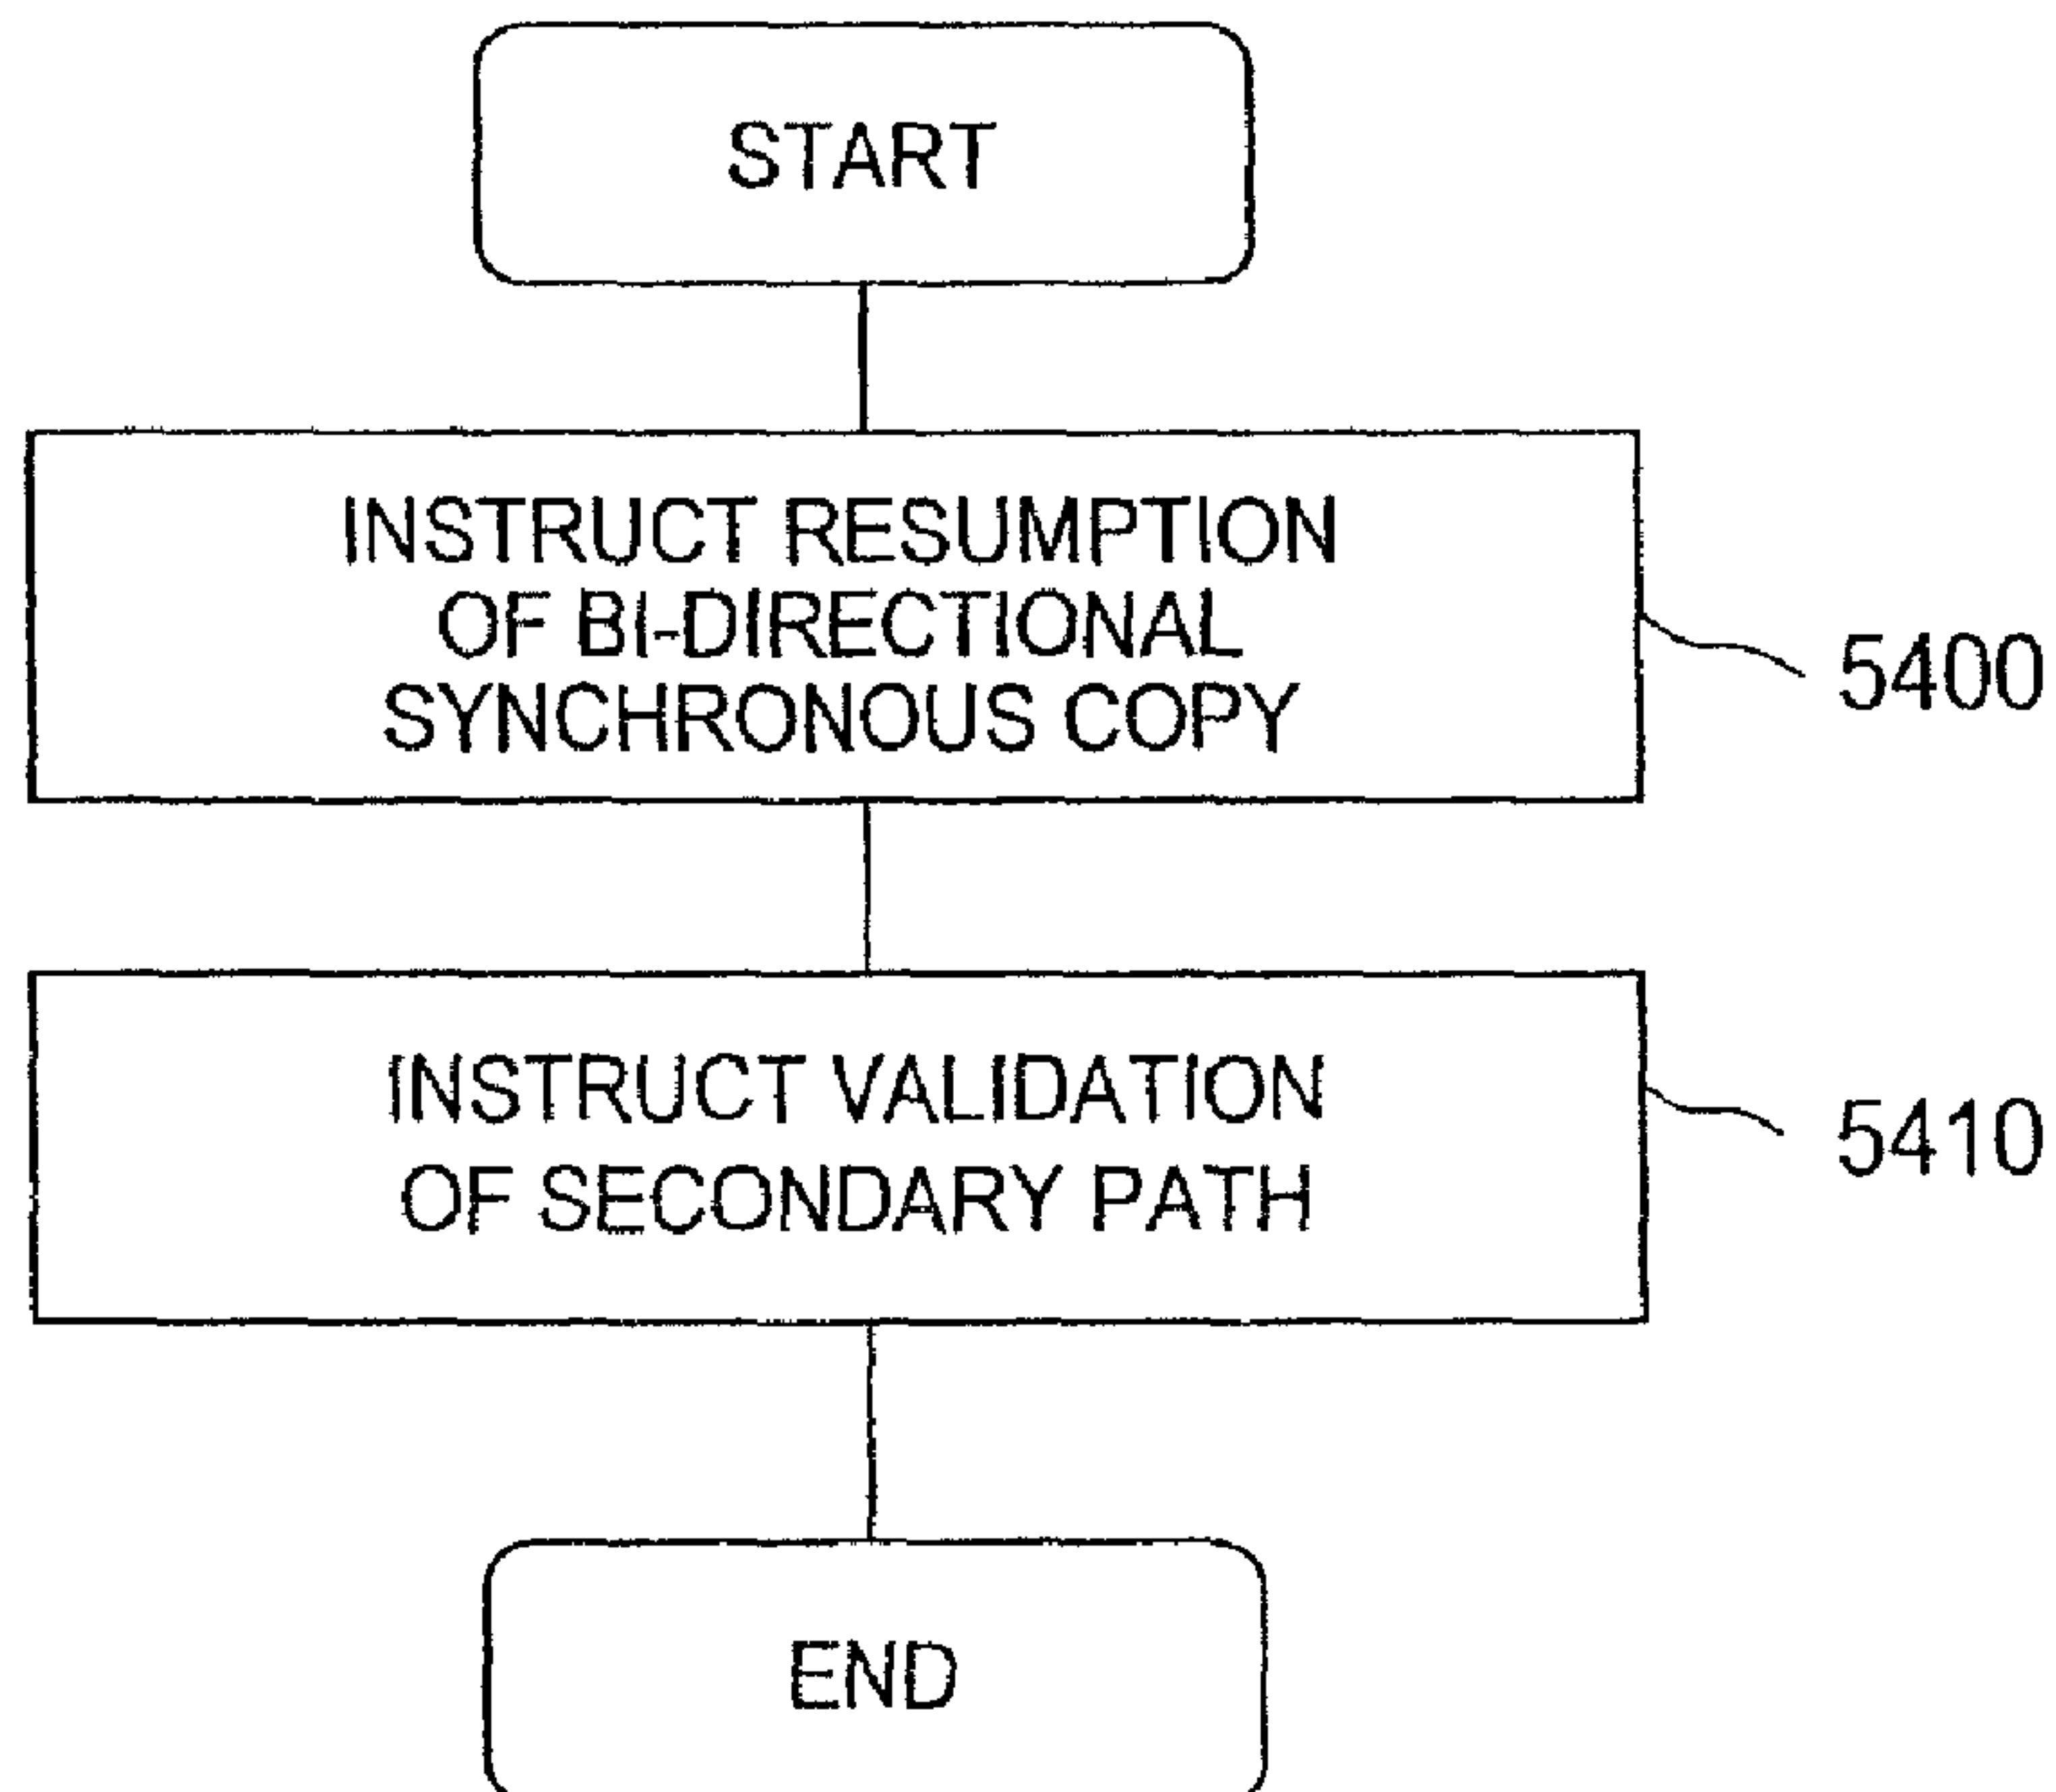 START
INSTRUCT RESUMPTION
OF BI-DIRECTIONAL
SYNCHRONOUS COPY
5400
INSTRUCT VALIDATION
OF SECONDARY PATH
5410
END